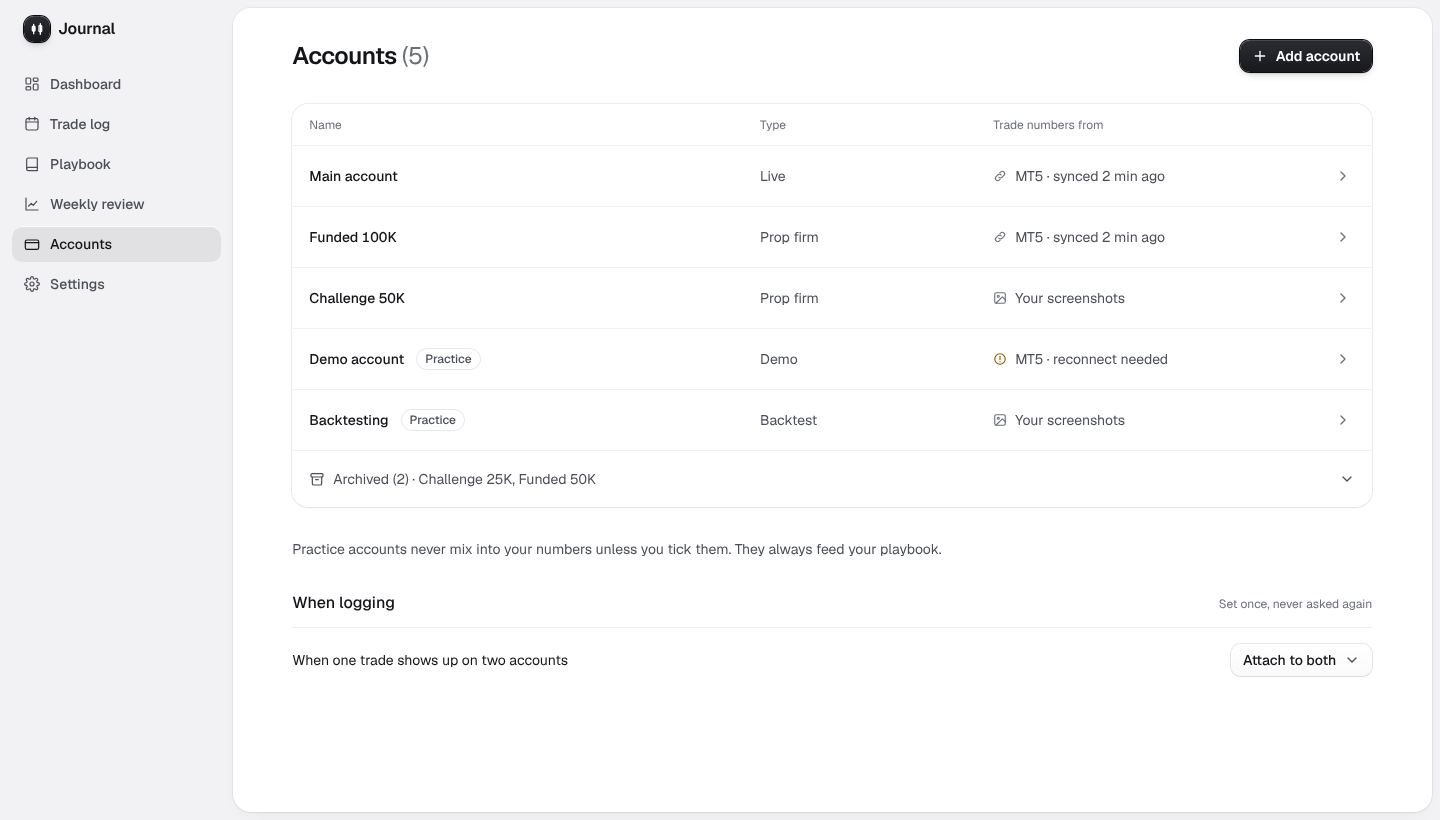 Journal
Dashboard
Trade log
Playbook
Weekly review
Accounts
Settings
Accounts (5)
Add account
Name Type Trade numbers from
Main account Live MT5 · synced 2 min ago
Funded 100K Prop firm MT5 · synced 2 min ago
Challenge 50K Prop firm Your screenshots
Demo account Practice Demo MT5 · reconnect needed
Backtesting Practice Backtest Your screenshots
Archived (2) · Challenge 25K, Funded 50K
Practice accounts never mix into your numbers unless you tick them. They always feed your playbook.
When logging Set once, never asked again
When one trade shows up on two accounts Attach to both